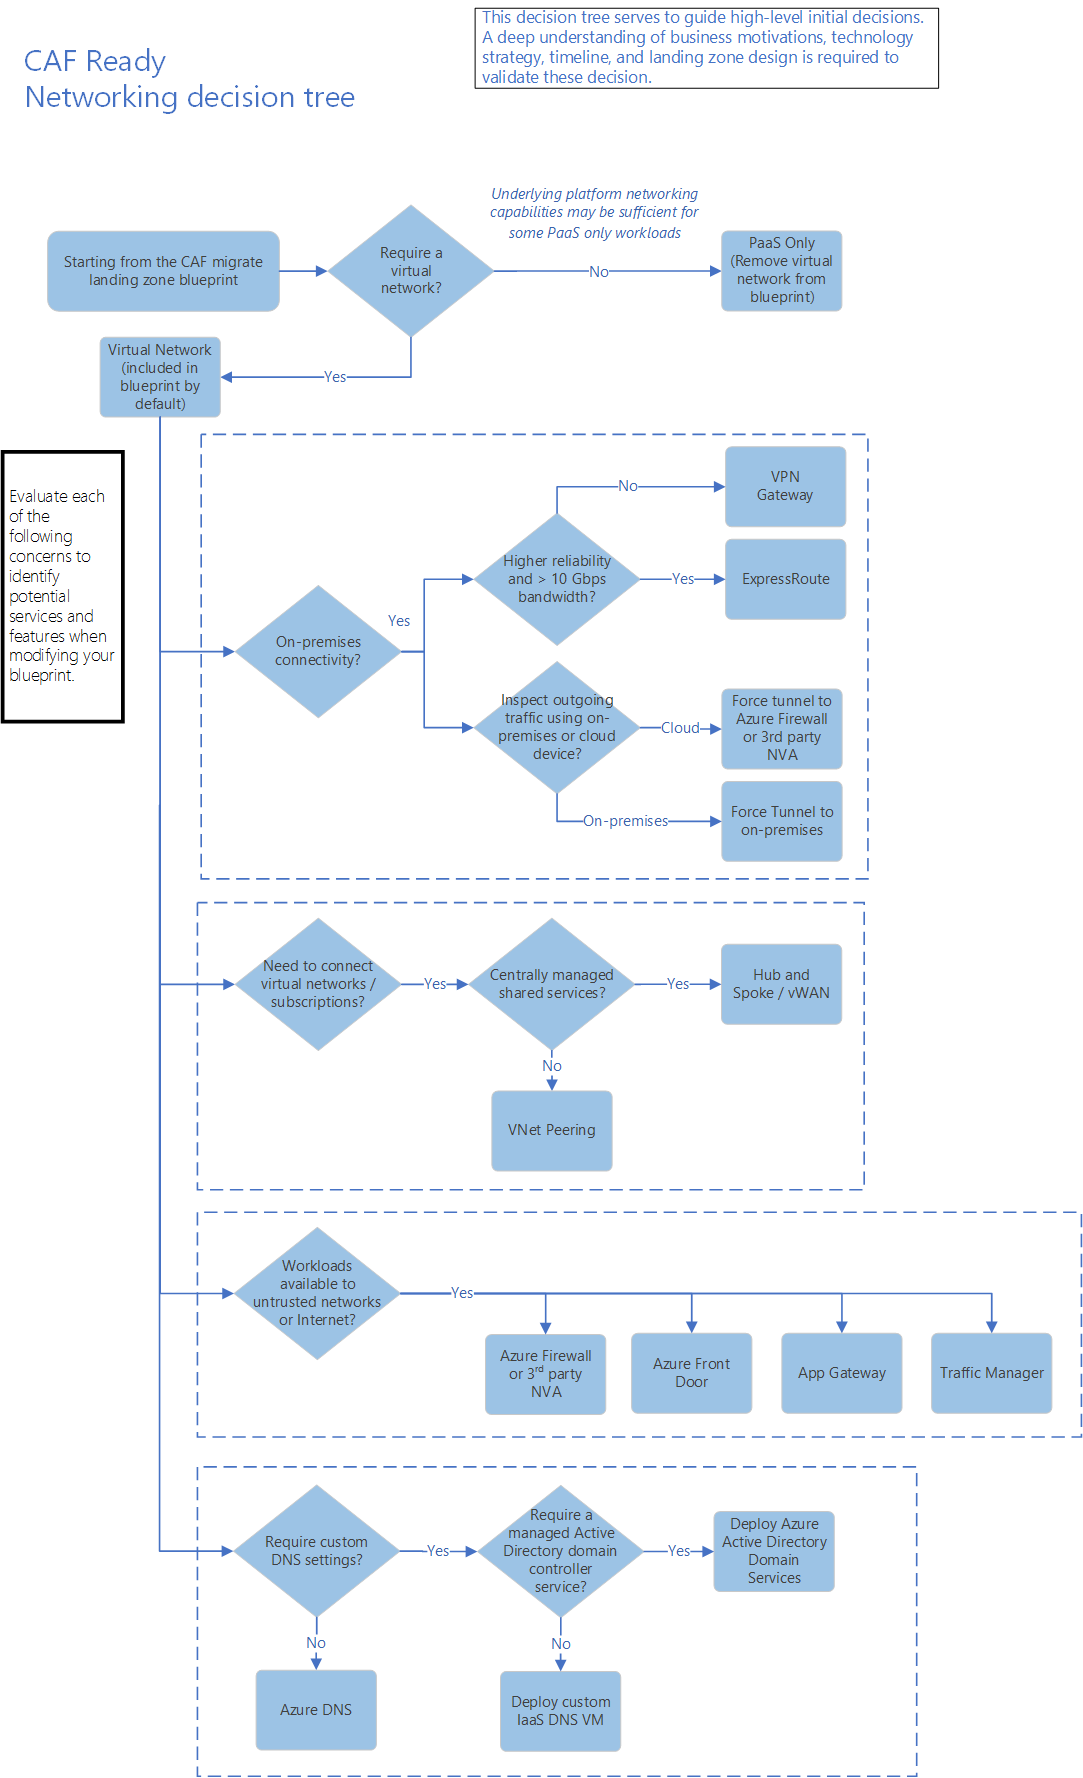 This decision tree serves to guide high-level initial decisions.
A deep understanding of business motivations, technology
strategy, timeline, and landing zone design is required to
validate these decision.
CAF Ready
Networking decision tree
Underlying platform networking
capabilities may be sufficient for
some PaaS only workloads
Starting from the CAF migrate
landing zone blueprint
Require a
virtual
network?
No
PaaS Only
(Remove virtual
network from
blueprint)
Yes
Virtual Network
(included in
blueprint by
default)
Evaluate each
of the
following
concerns to
identify
potential
services and
features when
modifying your
blueprint.
On-premises
connectivity?
Yes
Higher reliability
and > 10 Gbps
bandwidth?
No
VPN
Gateway
Yes
ExpressRoute
Inspect outgoing
traffic using on-
premises or cloud
device?
Cloud
Force tunnel to
Azure Firewall
or 3rd party
NVA
On-premises
Force Tunnel to
on-premises
Need to connect
virtual networks /
subscriptions?
Yes
Centrally managed
shared services?
Yes
Hub and
Spoke / vWAN
No
VNet Peering
Workloads
available to
untrusted networks
or Internet?
Yes
Azure Firewall
or 3rd party
NVA
Azure Front
Door
App Gateway
Traffic Manager
Require custom
DNS settings?
Yes
Require a
managed Active
Directory domain
controller
service?
Yes
Deploy Azure
Active Directory
Domain
Services
No
Azure DNS
No
Deploy custom
IaaS DNS VM